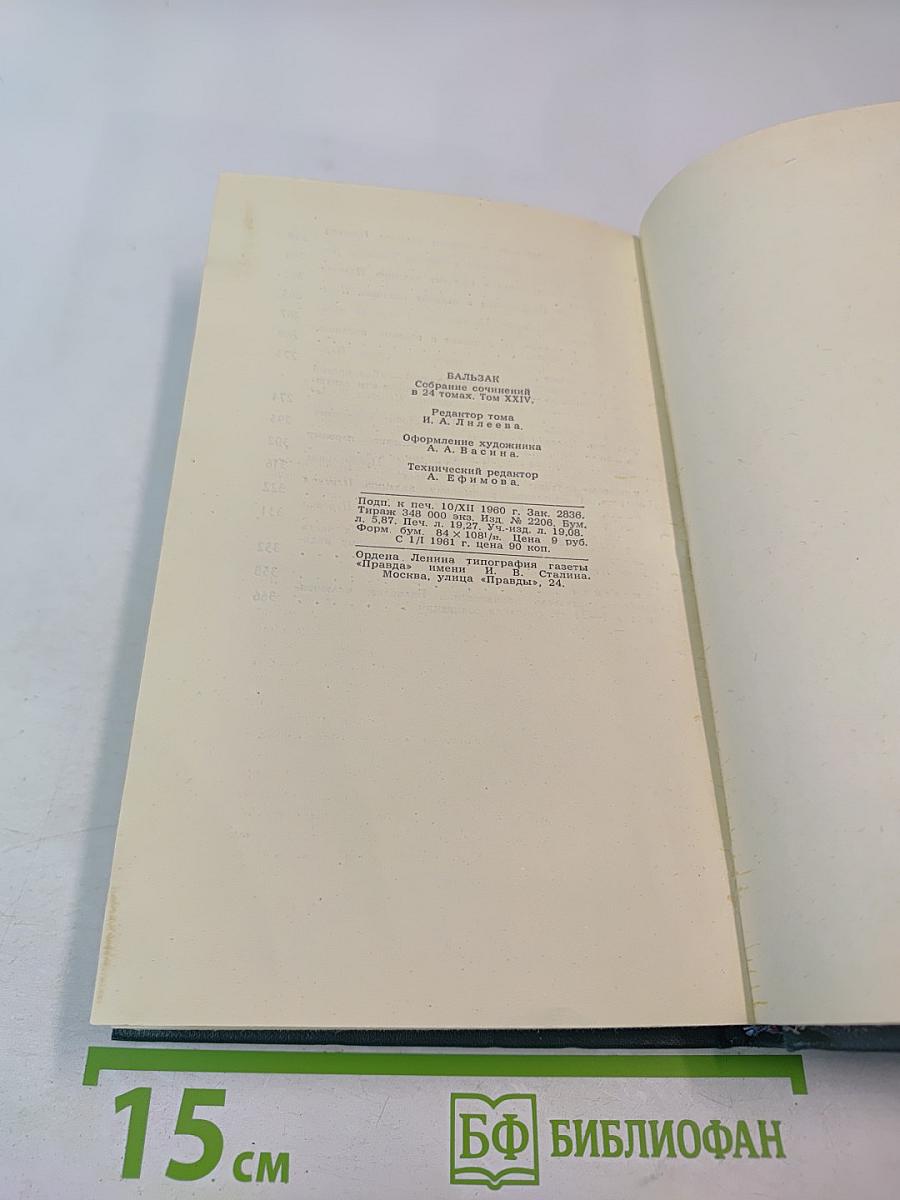 БАЛЬЗАК
Собрание сочинений
в 24 томах. Том XXIV.
Редактор тома
И. А. Лилеева.
Оформление художника
А. А. Васина.
Технический редактор
А. Ефимова.
Подп. к печ. 10/XII 1960 г. Зак. 2836.
Тираж 348 000 экз. Изд. № 2206. Бум.
л. 5,87. Печ. л. 19,27. Уч.-изд. л. 19,08.
Форм. бум. 84 × 108¹/₃₂. Цена 9 руб.
С 1/I 1961 г. цена 90 коп.
Ордена Ленина типография газеты
«Правда» имени И. В. Сталина.
Москва, улица «Правды», 24.
15 см
БФ БИБЛИОФАН